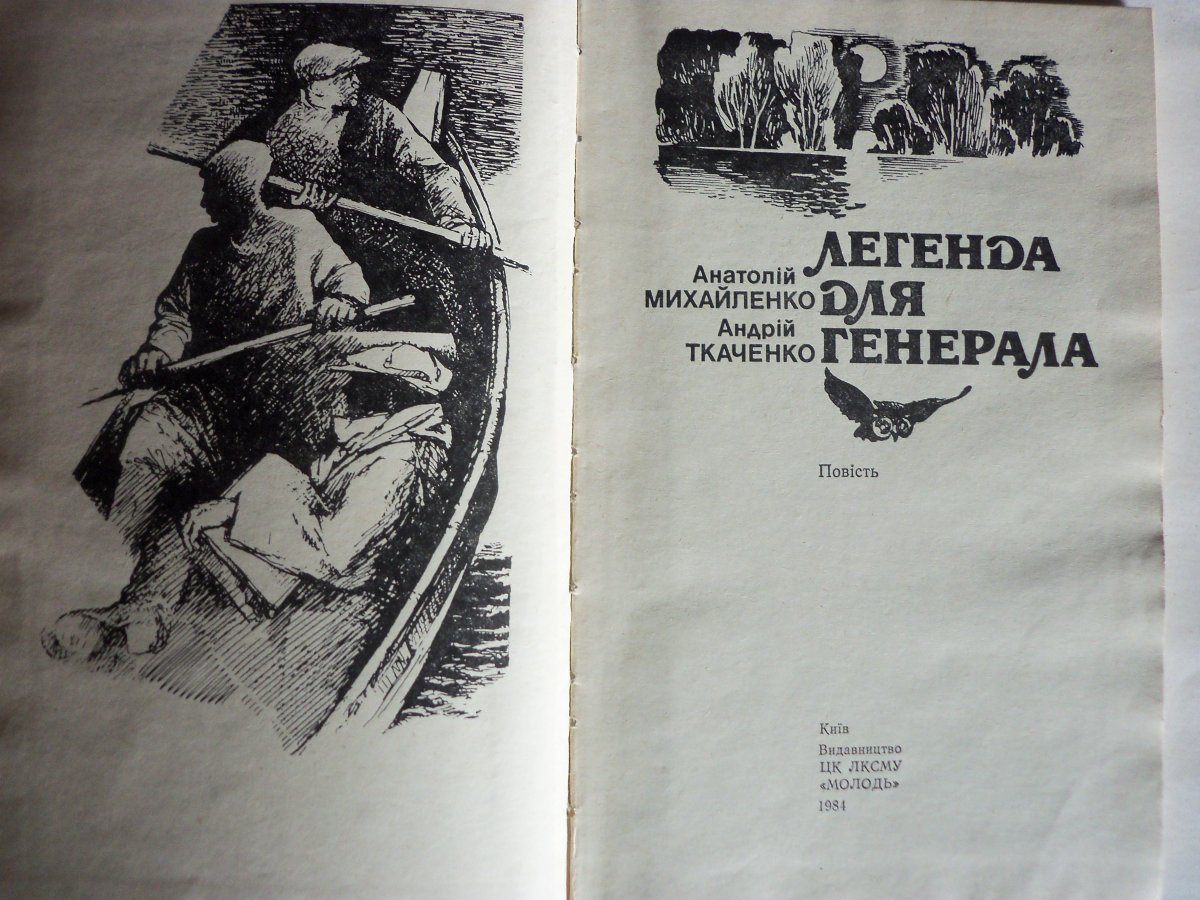 Анатолій
МИХАЙЛЕНКО
Андрій
ТКАЧЕНКО
ЛЕГЕНДА
ДЛЯ
ГЕНЕРАЛА
Повість
Київ
Видавництво
ЦК ЛКСМУ
«МОЛОДЬ»
1984